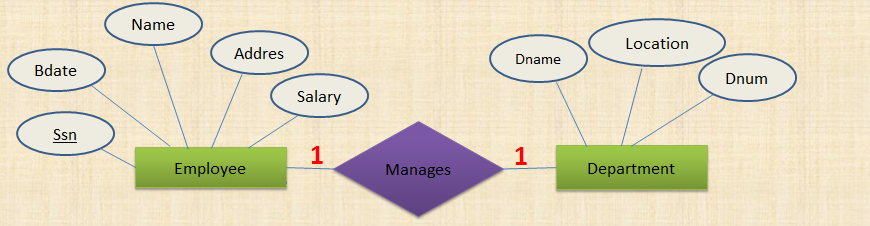 Name
Addres
Bdate
Salary
Ssn
Employee
1
Manages
1
Dname
Location
Dnum
Department